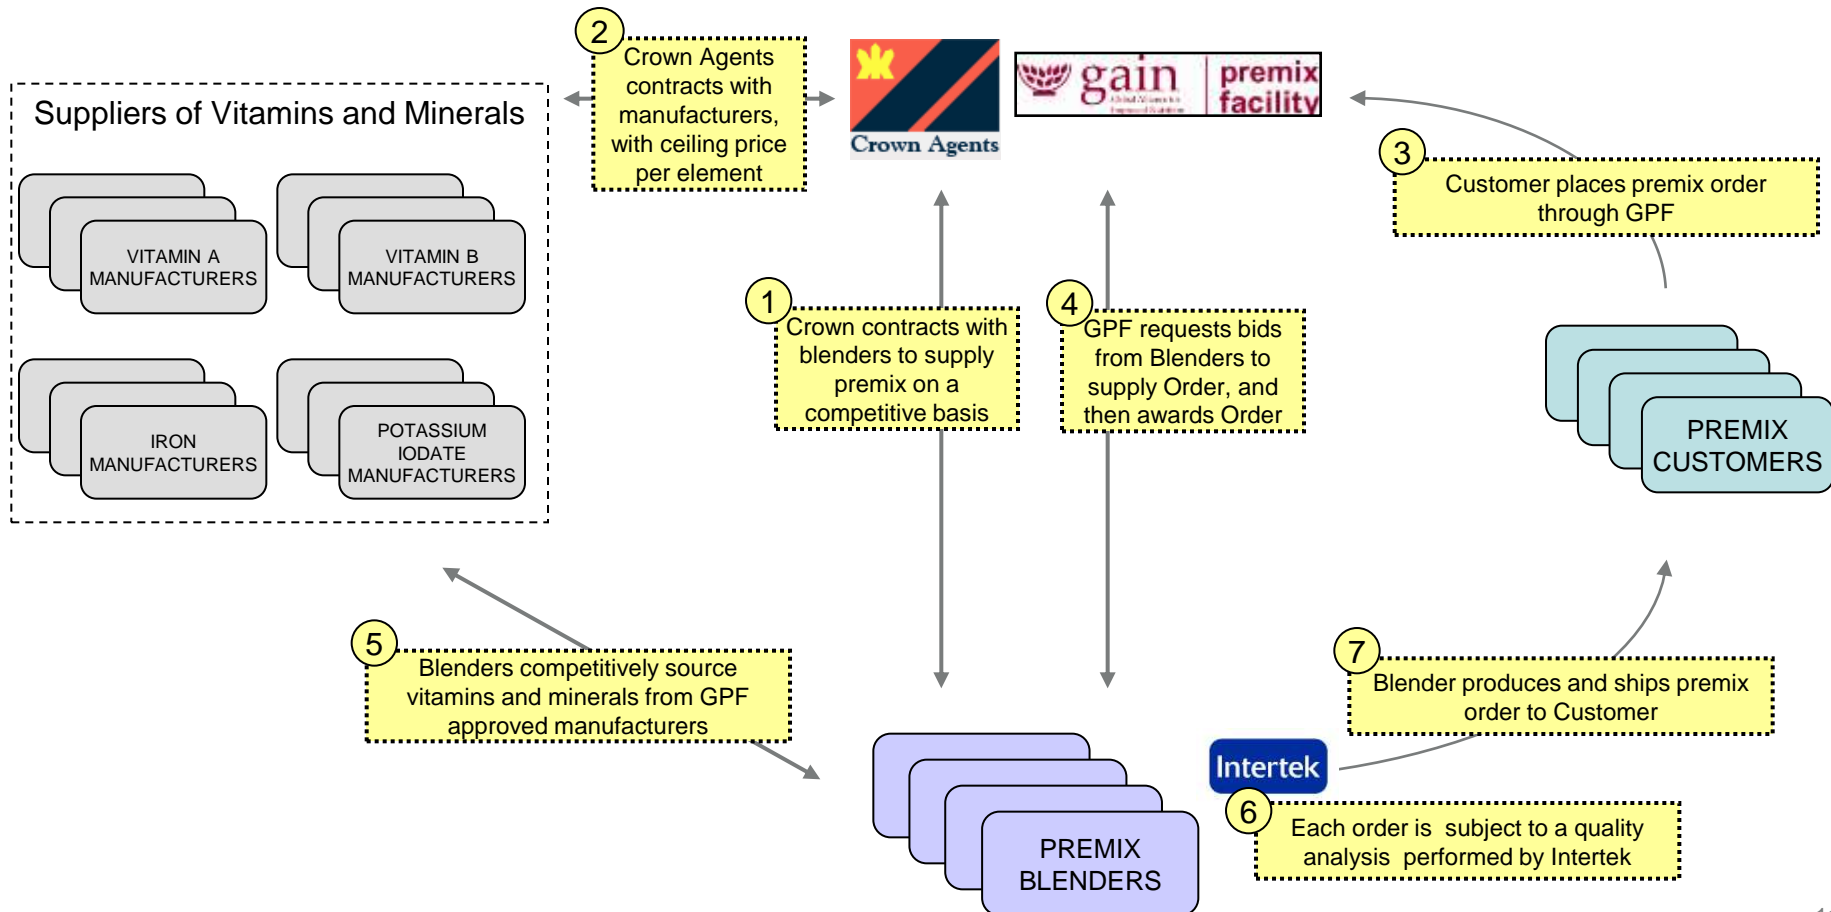 2
Crown Agents
contracts with
manufacturers,
with ceiling price
per element
Crown Agents
gain
Global Alliance for
Improved Nutrition
premix
facility
Suppliers of Vitamins and Minerals
VITAMIN A
MANUFACTURERS
VITAMIN B
MANUFACTURERS
IRON
MANUFACTURERS
POTASSIUM
IODATE
MANUFACTURERS
3
Customer places premix order
through GPF
1
Crown contracts with
blenders to supply
premix on a
competitive basis
4
GPF requests bids
from Blenders to
supply Order, and
then awards Order
PREMIX
CUSTOMERS
5
Blenders competitively source
vitamins and minerals from GPF
approved manufacturers
7
Blender produces and ships premix
order to Customer
Intertek
6
Each order is  subject to a quality
analysis  performed by Intertek
PREMIX
BLENDERS